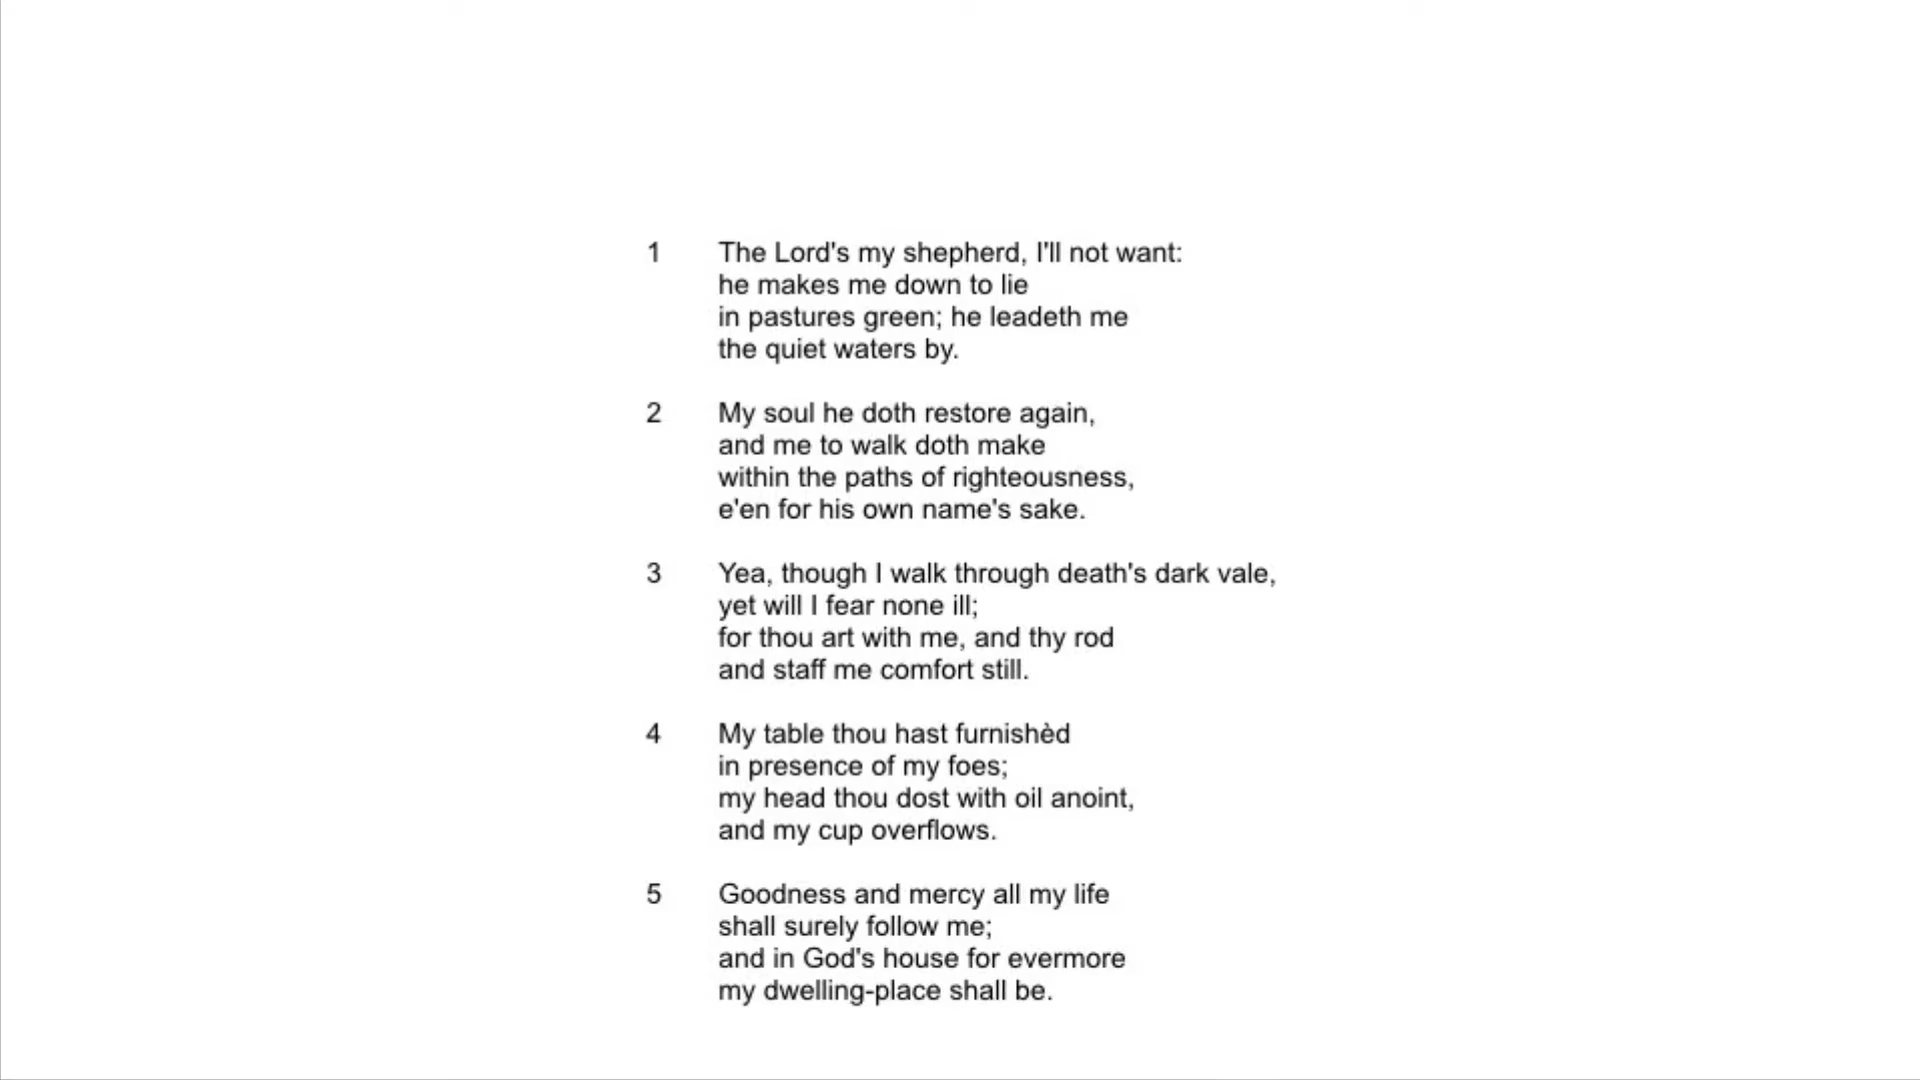 1 The Lord's my shepherd, I'll not want:
he makes me down to lie
in pastures green; he leadeth me
the quiet waters by.
2 My soul he doth restore again,
and me to walk doth make
within the paths of righteousness,
e'en for his own name's sake.
3 Yea, though I walk through death's dark vale,
yet will I fear none ill;
for thou art with me, and thy rod
and staff me comfort still.
4 My table thou hast furnishèd
in presence of my foes;
my head thou dost with oil anoint,
and my cup overflows.
5 Goodness and mercy all my life
shall surely follow me;
and in God's house for evermore
my dwelling-place shall be.